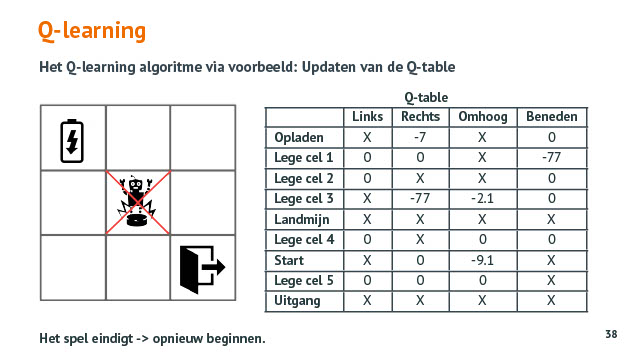 Q-learning
Het Q-learning algoritme via voorbeeld: Updaten van de Q-table
Q-table
Links Rechts Omhoog Beneden
Opladen X -7 X 0
Lege cel 1 0 0 X -77
Lege cel 2 0 X X 0
Lege cel 3 X -77 -2.1 0
Landmijn X X X X
Lege cel 4 0 X 0 0
Start X 0 -9.1 X
Lege cel 5 0 0 0 X
Uitgang X X X X
Het spel eindigt -> opnieuw beginnen.
38